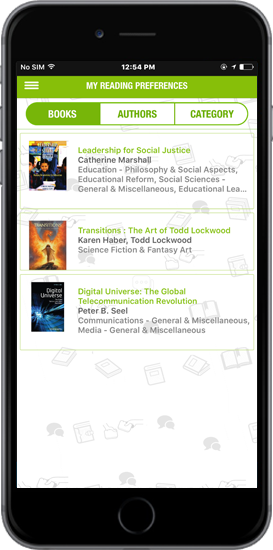 No SIM 12:54 PM
MY READING PREFERENCES
BOOKS AUTHORS CATEGORY
Leadership for Social Justice
Catherine Marshall
Education - Philosophy & Social Aspects,
Educational Reform, Social Sciences -
General & Miscellaneous, Educational Lea...
TRANSITIONS
Transitions : The Art of Todd Lockwood
Karen Haber, Todd Lockwood
Science Fiction & Fantasy Art
Digital Universe
Digital Universe: The Global
Telecommunication Revolution
Peter B. Seel
Communications - General & Miscellaneous,
Media - General & Miscellaneous